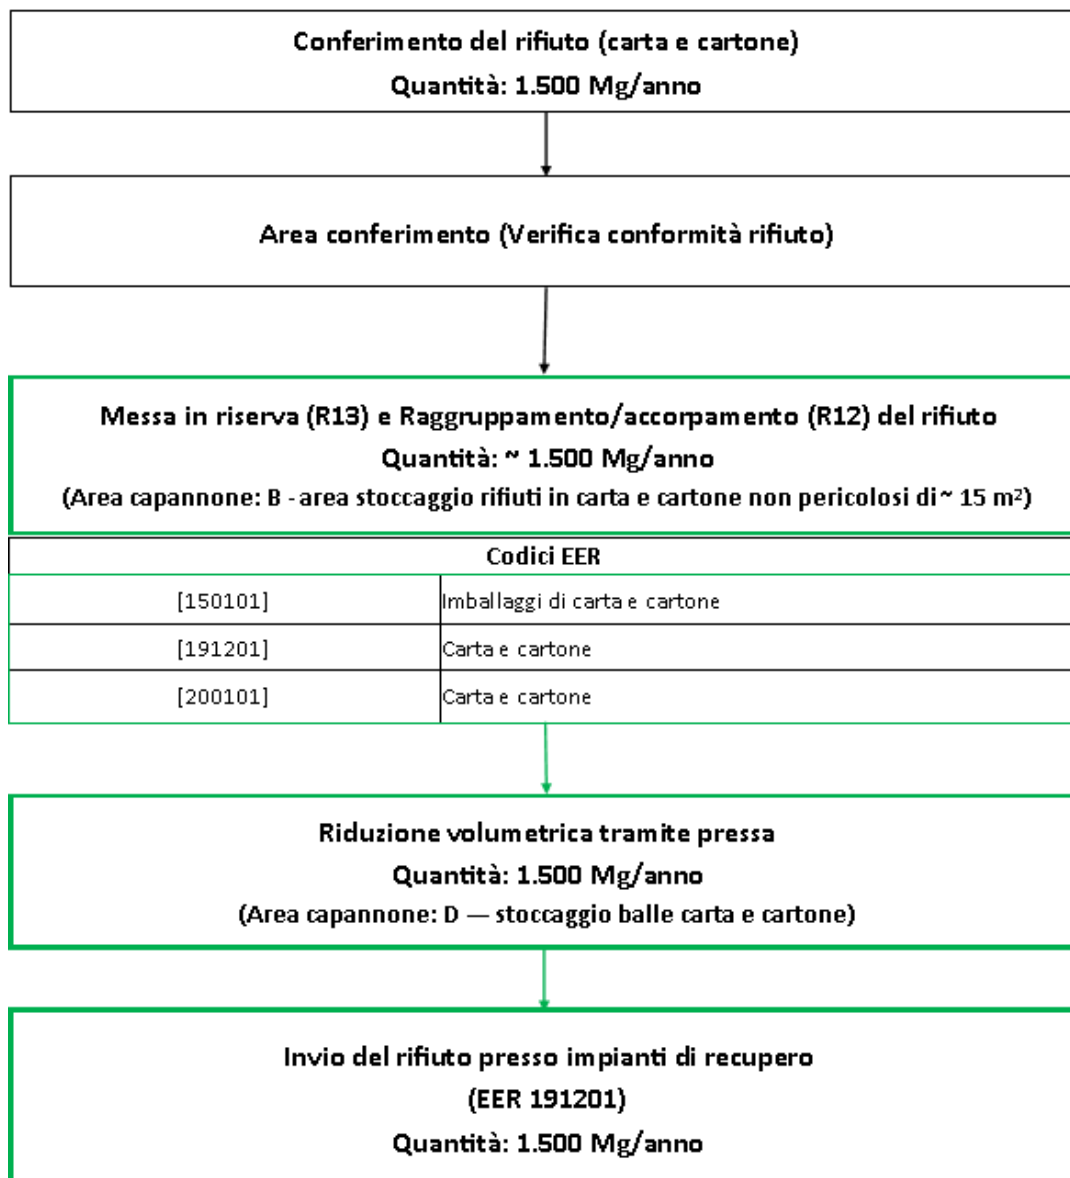 Conferimento del rifiuto (carta e cartone)
Quantità: 1.500 Mg/anno
Area conferimento (Verifica conformità rifiuto)
Messa in riserva (R13) e Raggruppamento/accorpamento (R12) del rifiuto
Quantità: ~ 1.500 Mg/anno
(Area capannone: B - area stoccaggio rifiuti in carta e cartone non pericolosi di ~ 15 m²)
Codici EER
[150101] Imballaggi di carta e cartone
[191201] Carta e cartone
[200101] Carta e cartone
Riduzione volumetrica tramite pressa
Quantità: 1.500 Mg/anno
(Area capannone: D — stoccaggio balle carta e cartone)
Invio del rifiuto presso impianti di recupero
(EER 191201)
Quantità: 1.500 Mg/anno